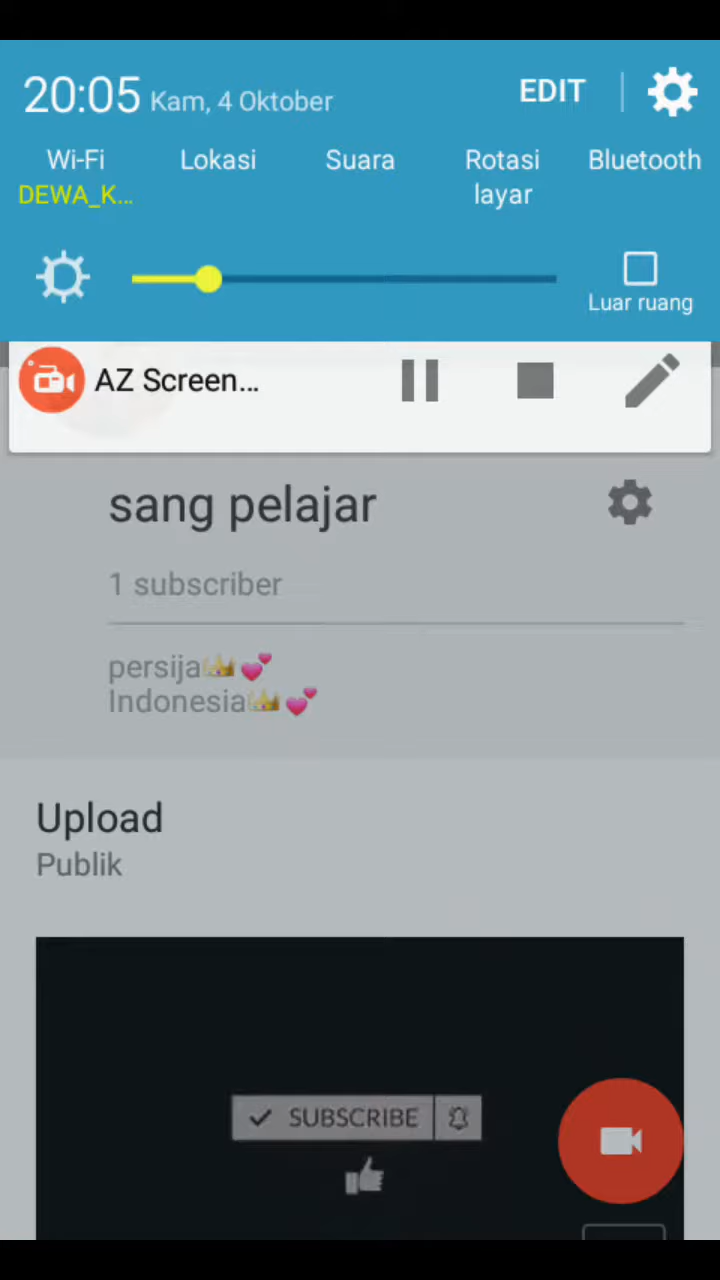 20:05 Kam, 4 Oktober EDIT
Wi-Fi Lokasi Suara Rotasi layar Bluetooth
DEWA_K...
Luar ruang
AZ Screen...
sang pelajar
1 subscriber
persija👑💕
Indonesia👑💕
Upload
Publik
SUBSCRIBE